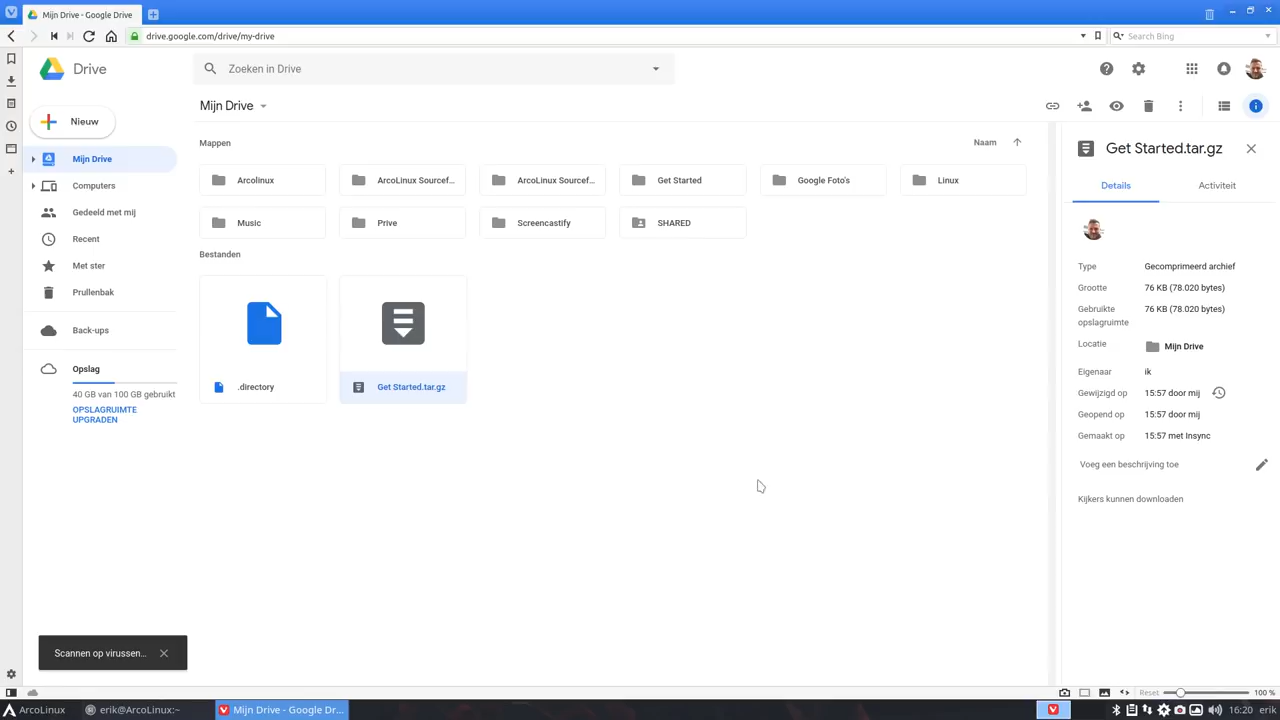 Mijn Drive - Google Drive
drive.google.com/drive/my-drive
Search Bing
Drive
Zoeken in Drive
Nieuw
Mijn Drive
Computers
Gedeeld met mij
Recent
Met ster
Prullenbak
Back-ups
Opslag
40 GB van 100 GB gebruikt
OPSLAGRUIMTE
UPGRADEN
Mijn Drive
Mappen
Naam
Arcolinux
ArcoLinux Sourcef...
ArcoLinux Sourcef...
Get Started
Google Foto's
Linux
Music
Prive
Screencastify
SHARED
Bestanden
.directory
Get Started.tar.gz
Get Started.tar.gz
Details
Activiteit
Type Gecomprimeerd archief
Grootte 76 KB (78.020 bytes)
Gebruikte opslagruimte 76 KB (78.020 bytes)
Locatie Mijn Drive
Eigenaar ik
Gewijzigd op 15:57 door mij
Geopend op 15:57 door mij
Gemaakt op 15:57 met Insync
Voeg een beschrijving toe
Kijkers kunnen downloaden
Scannen op virussen...
Reset
100 %
ArcoLinux
erik@ArcoLinux:~
Mijn Drive - Google Dr...
16:20
erik